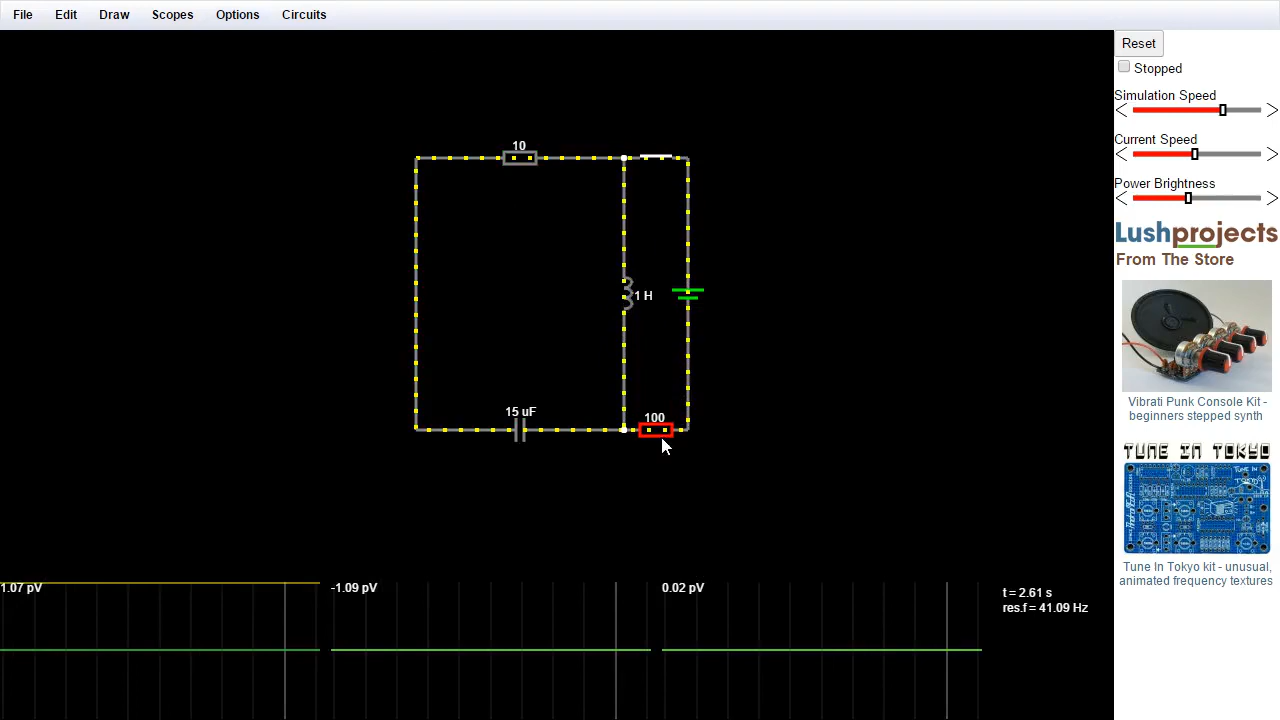 File Edit Draw Scopes Options Circuits
Reset
Stopped
Simulation Speed
Current Speed
Power Brightness
Lushprojects
From The Store
Vibrati Punk Console Kit -
beginners stepped synth
TUNE IN TOKYO
Tune In Tokyo kit - unusual,
animated frequency textures
10
1 H
15 uF
100
1.07 pV
-1.09 pV
0.02 pV
t = 2.61 s
res.f = 41.09 Hz